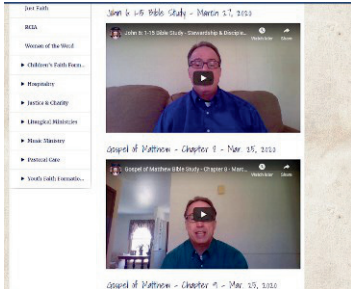 Just Faith
RCIA
Women of the Word
▸ Children's Faith Form...
▸ Hospitality
▸ Justice & Charity
▸ Liturgical Ministries
▸ Music Ministry
▸ Pastoral Care
▸ Youth Faith Formatio...
John 6 1-15 Bible Study - March 27, 2020
John 6: 1-15 Bible Study - Stewardship & Disciple...
Watch later
Share
Gospel of Matthew - Chapter 8 - Mar. 25, 2020
Gospel of Matthew Bible Study - Chapter 8 - Marc...
Watch later
Share
Gospel of Matthew - Chapter 9 - Mar. 25, 2020